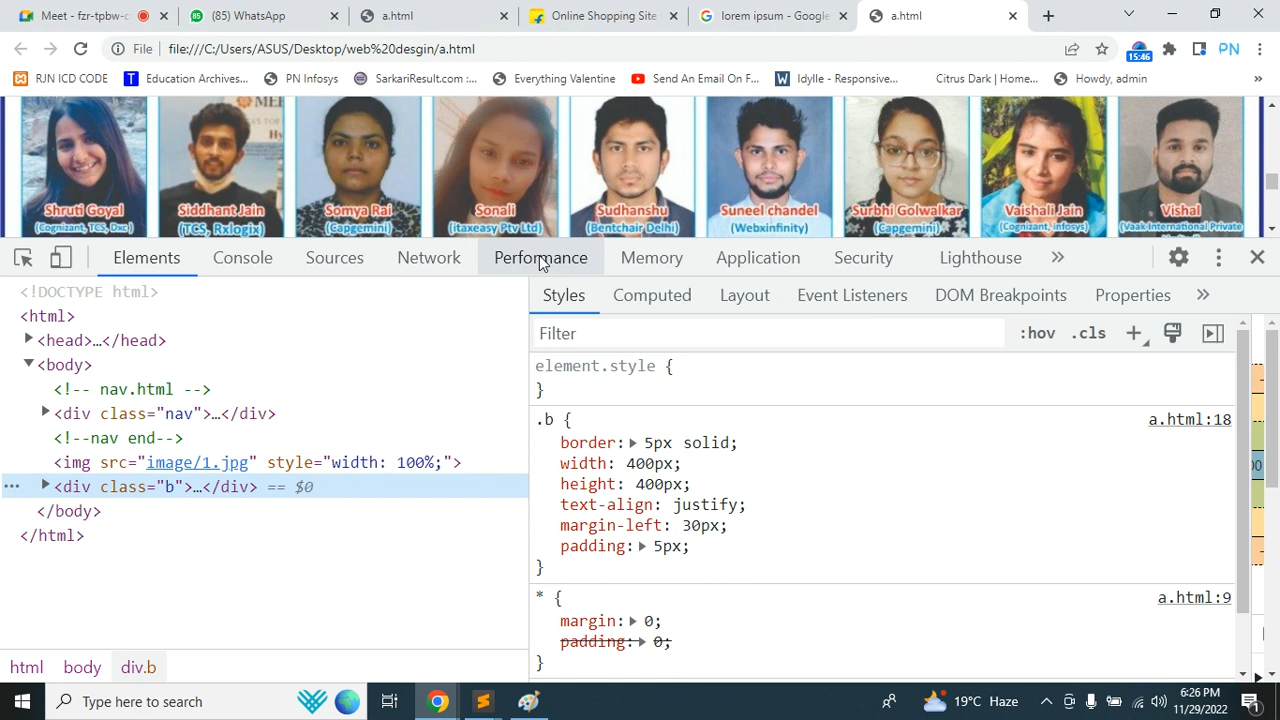 Meet - fzr-tpbw-c
(85) WhatsApp
a.html
Online Shopping Site
lorem ipsum - Google
a.html
File
file:///C:/Users/ASUS/Desktop/web%20desgin/a.html
15:46
PN
RJN ICD CODE
Education Archives...
PN Infosys
SarkariResult.com :...
Everything Valentine
Send An Email On F...
Idylle - Responsive...
Citrus Dark | Home...
Howdy, admin
Shruti Goyal
Siddhant Jain
Somya Rai
Sonali
Sudhanshu
Suneel chandel
Surbhi Golwalkar
Vaishali Jain
Vishal
(Cognizant, TCS, Dxc)
(TCS, Rxlogix)
(Capgemini)
(itaxeasy Ptv Ltd)
(Bentchair Delhi)
(Webxinfinity)
(Capgemini)
(Cognizant, infosys)
(Vaak International Private
Elements
Console
Sources
Network
Performance
Memory
Application
Security
Lighthouse
<!DOCTYPE html>
<html>
<head>…</head>
<body>
<!-- nav.html -->
<div class="nav">…</div>
<!--nav end-->
<img src="image/1.jpg" style="width: 100%;">
<div class="b">…</div> == $0
</body>
</html>
html
body
div.b
Styles
Computed
Layout
Event Listeners
DOM Breakpoints
Properties
Filter
:hov
.cls
element.style {
}
.b {
a.html:18
border: 5px solid;
width: 400px;
height: 400px;
text-align: justify;
margin-left: 30px;
padding: 5px;
}
* {
a.html:9
margin: 0;
padding: 0;
}
Type here to search
19°C Haze
6:26 PM
11/29/2022
1